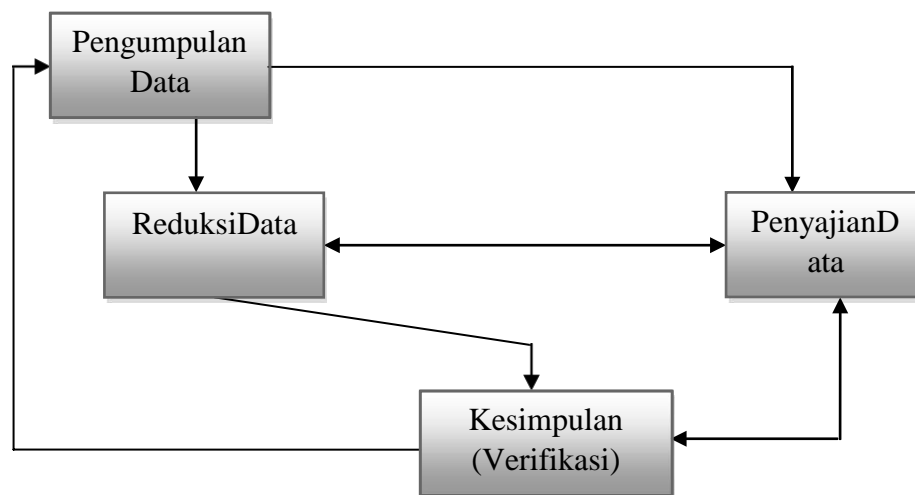 Pengumpulan
Data
ReduksiData
PenyajianD
ata
Kesimpulan
(Verifikasi)